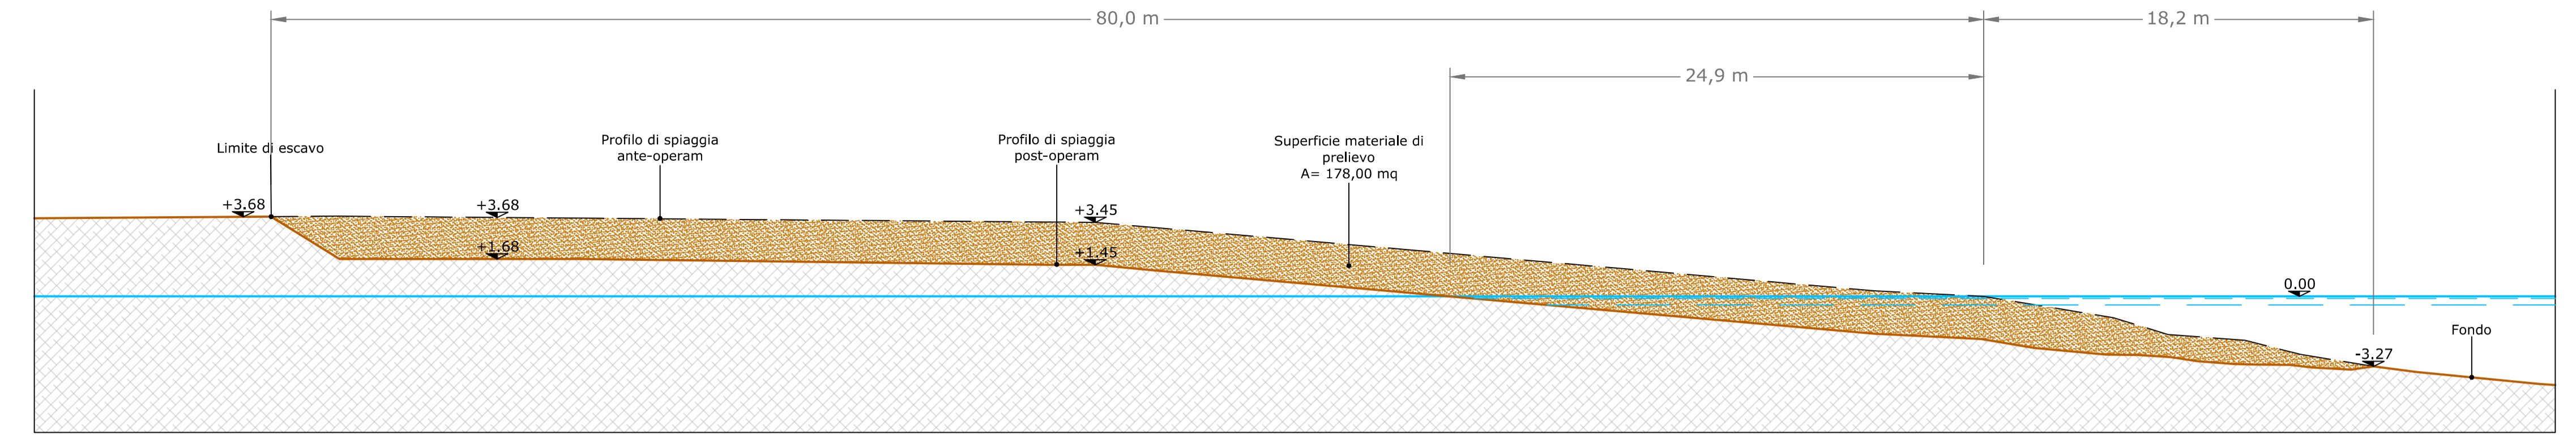 80,0 m
18,2 m
24,9 m
Limite di escavo
Profilo di spiaggia
ante-operam
Profilo di spiaggia
post-operam
Superficie materiale di
prelievo
A= 178,00 mq
+3.68
+3.68
+3.45
+1.68
+1.45
0.00
Fondo
-3.27